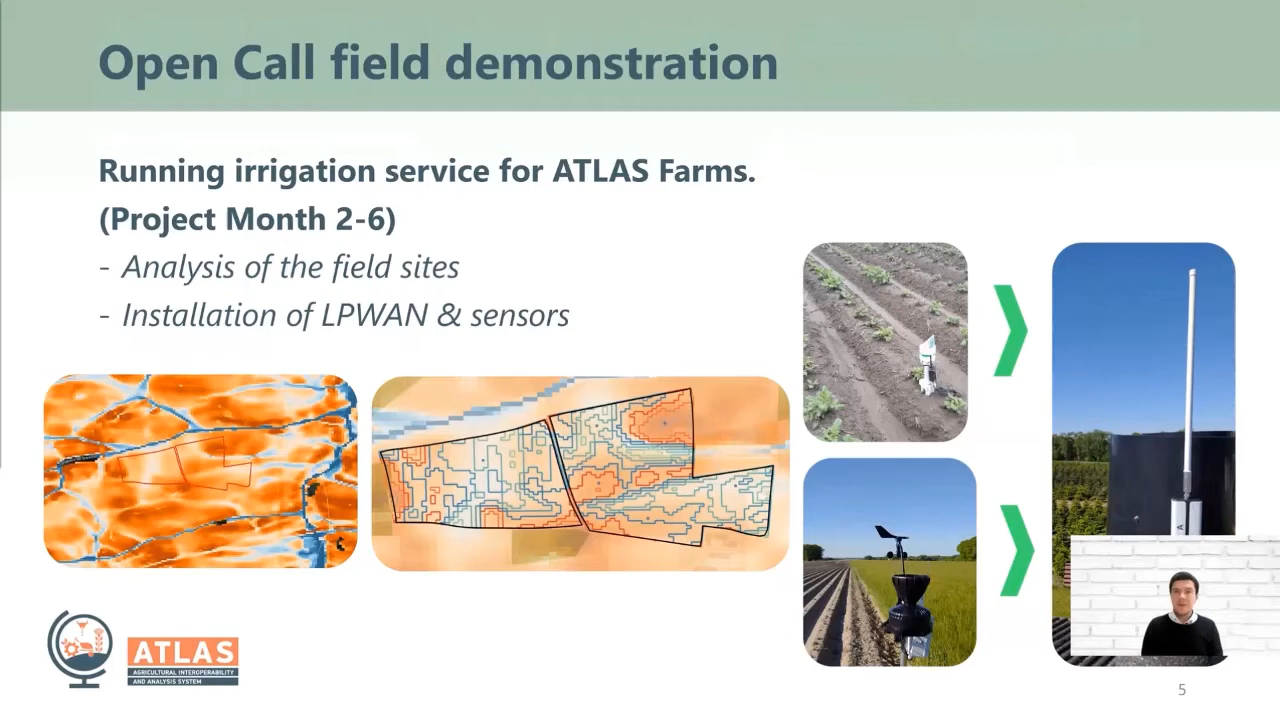 Open Call field demonstration
Running irrigation service for ATLAS Farms.
(Project Month 2-6)
- Analysis of the field sites
- Installation of LPWAN & sensors
ATLAS
AGRICULTURAL INTEROPERABILITY
AND ANALYSIS SYSTEM
5